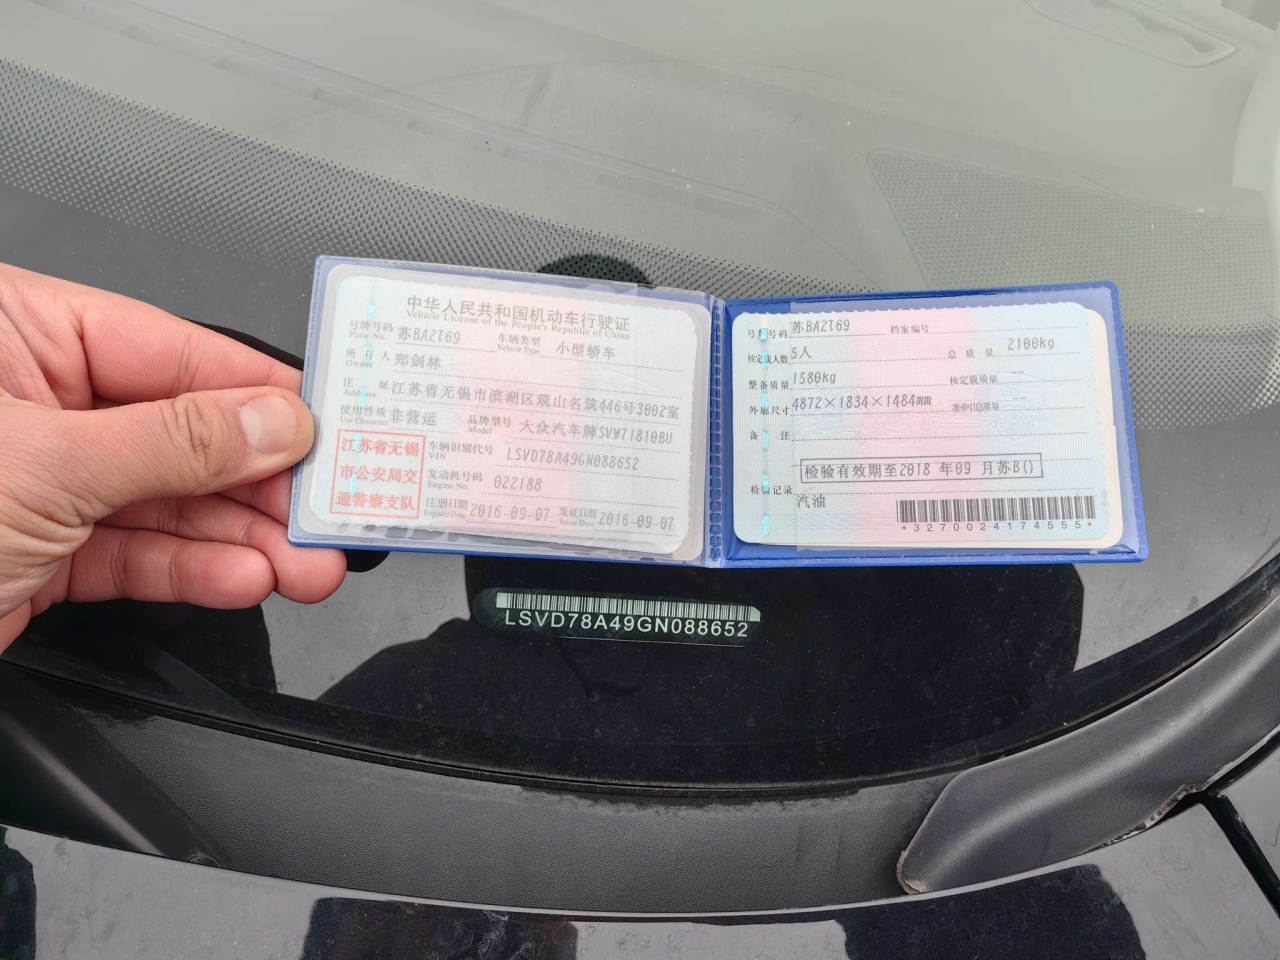 中华人民共和国机动车行驶证
Vehicle License of the People's Republic of China
号牌号码 苏BA2T69 车辆类型 小型轿车
Plate No. Vehicle Type
所有人 郑剑林
Owner
住址 江苏省无锡市滨湖区观山名筑446号3002室
Address
使用性质 非营运 品牌型号 大众汽车牌SVW71810BU
Use Character Model
江苏省无锡
市公安局交
通警察支队
车辆识别代号 LSVD78A49GN088652
VIN
发动机号码 022188
Engine No.
注册日期 2016-09-07 发证日期 2016-09-07
Register Date Issue Date
号牌号码 苏BA2T69 档案编号
核定载人数 5人 总质量 2100kg
整备质量 1580kg 核定载质量
外廓尺寸 4872×1834×1484mm 准牵引总质量
备注
检验有效期至2018 年09 月苏B()
检验记录
汽油
*3270024174555*
LSVD78A49GN088652